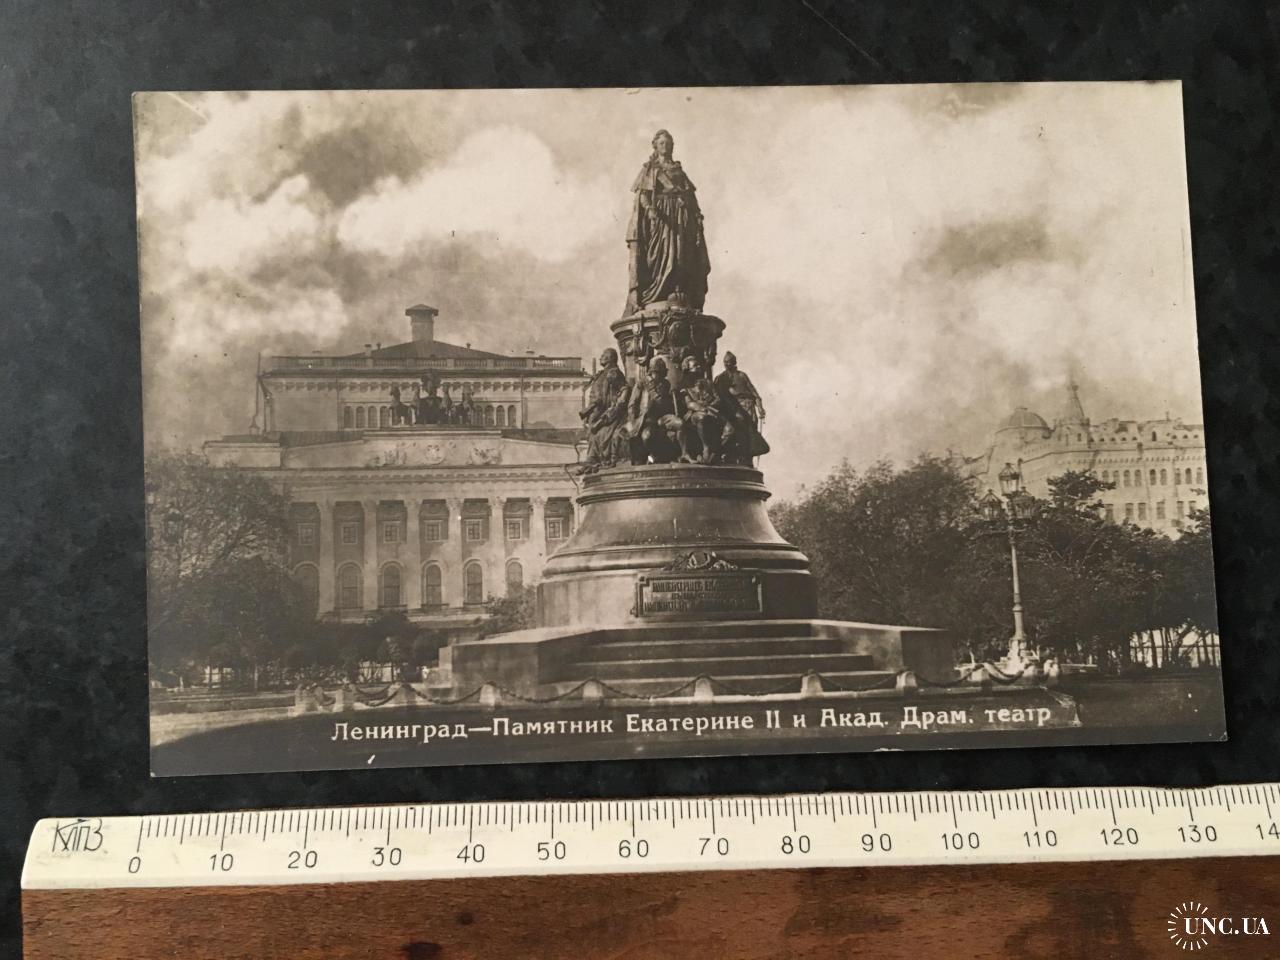 Ленинград—Памятник Екатерине II и Акад. Драм. театр
КПЗ
0 10 20 30 40 50 60 70 80 90 100 110 120 130 14
UNC.UA